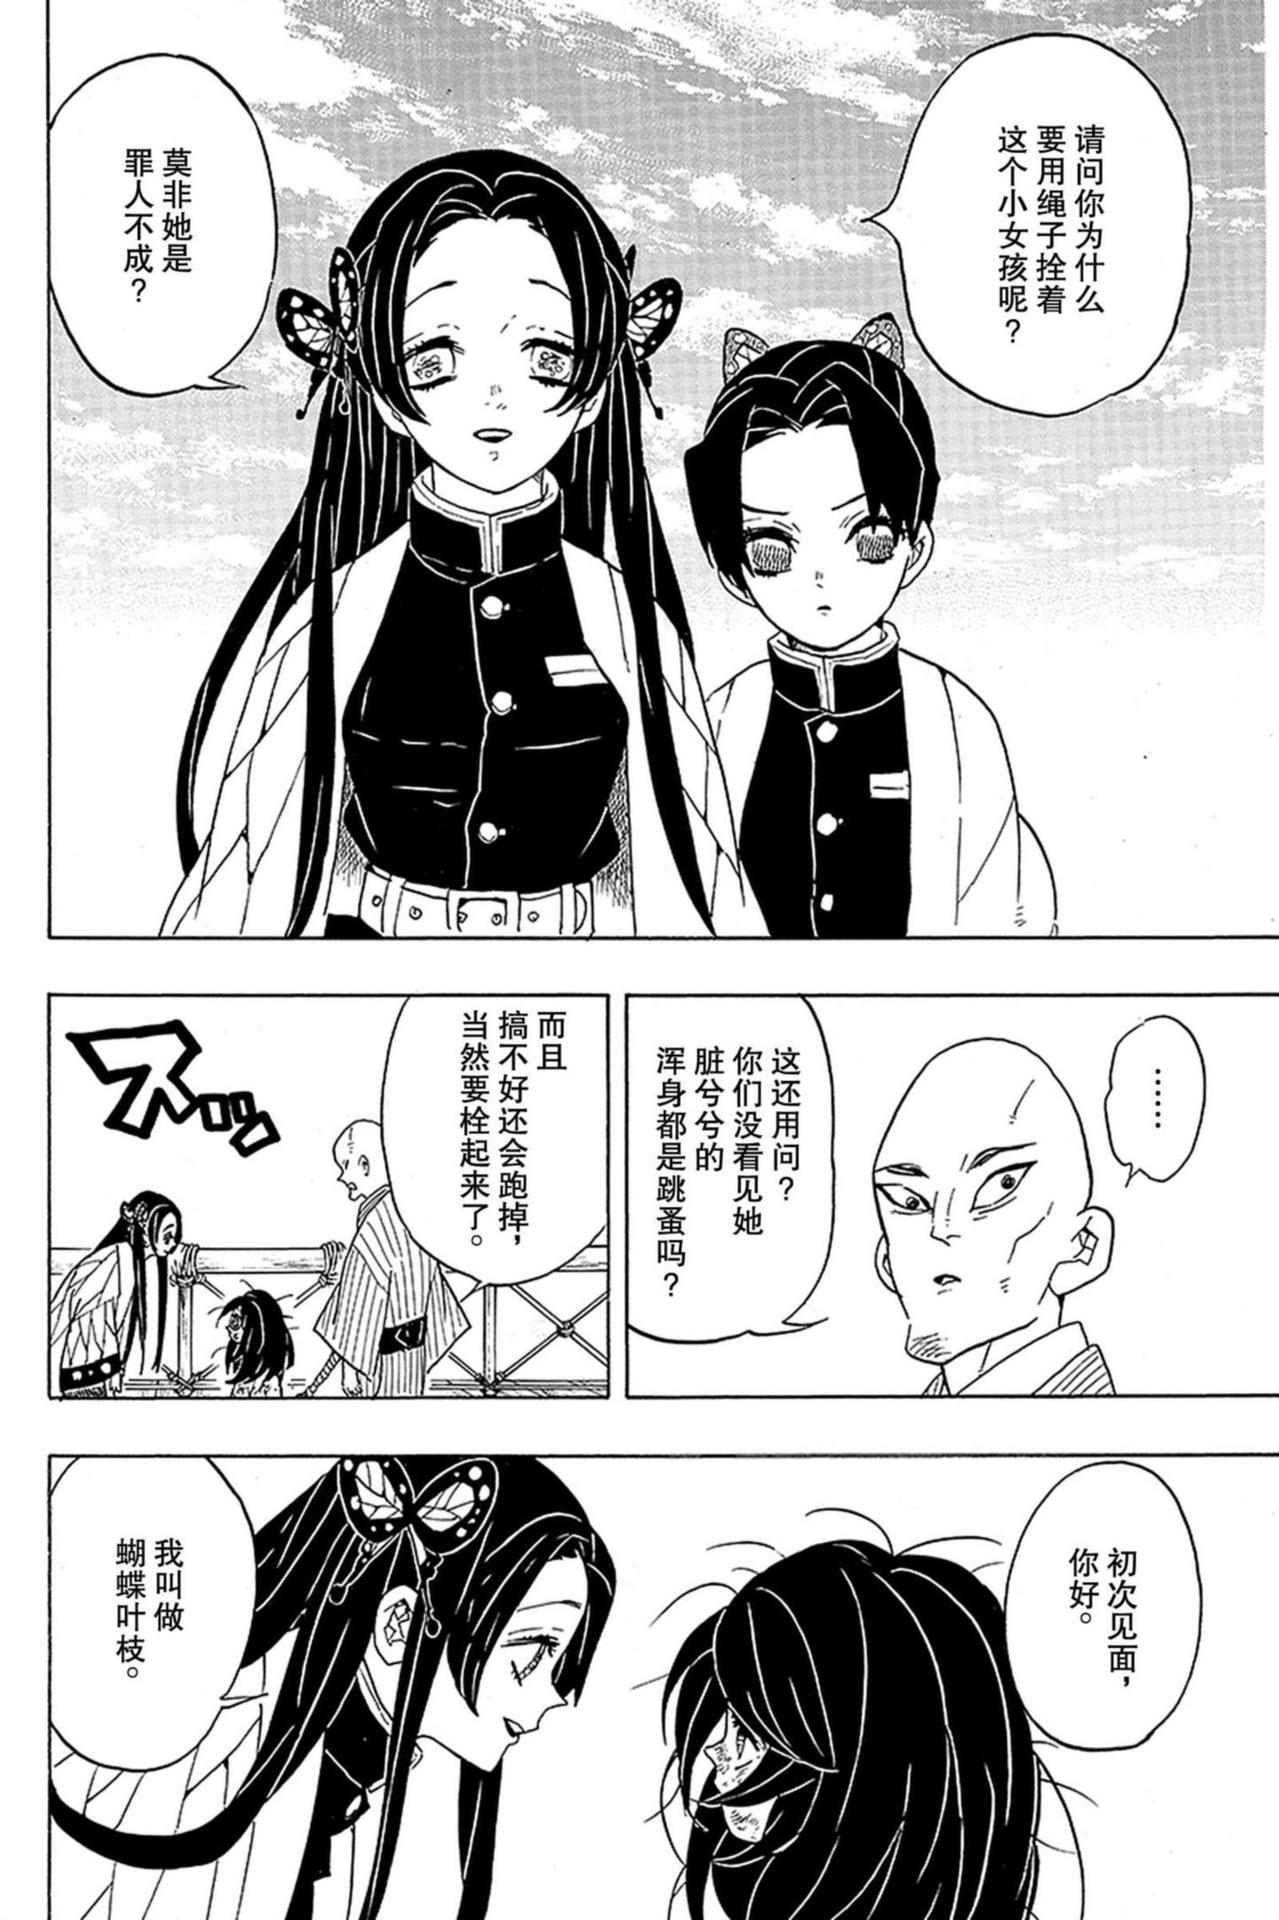 请问你为什么
要用绳子拴着
这个小女孩呢？
莫非她是
罪人不成？
……
这还用问？
你们没看见她
脏兮兮的
浑身都是跳蚤吗？
而且
搞不好还会跑掉，
当然要栓起来了。
スッ
初次见面，
你好。
我叫做
蝴蝶叶枝。